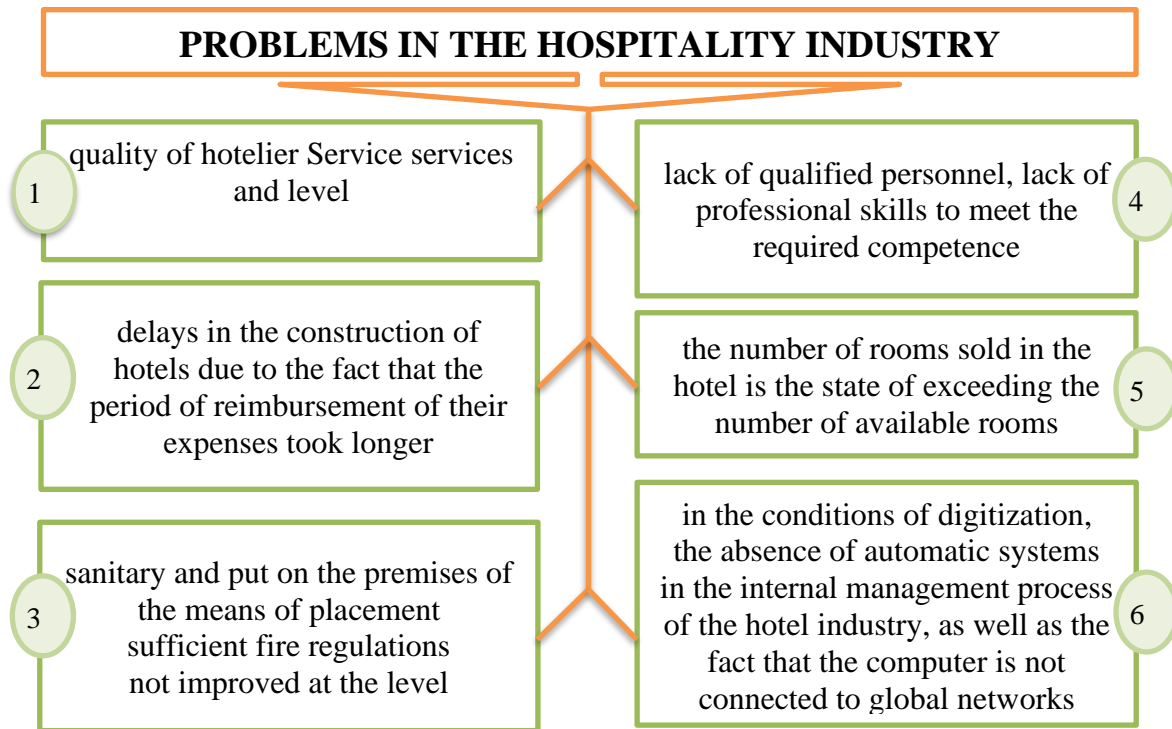 PROBLEMS IN THE HOSPITALITY INDUSTRY
1
quality of hotelier Service services
and level
2
delays in the construction of
hotels due to the fact that the
period of reimbursement of their
expenses took longer
3
sanitary and put on the premises of
the means of placement
sufficient fire regulations
not improved at the level
4
lack of qualified personnel, lack of
professional skills to meet the
required competence
5
the number of rooms sold in the
hotel is the state of exceeding the
number of available rooms
6
in the conditions of digitization,
the absence of automatic systems
in the internal management process
of the hotel industry, as well as the
fact that the computer is not
connected to global networks